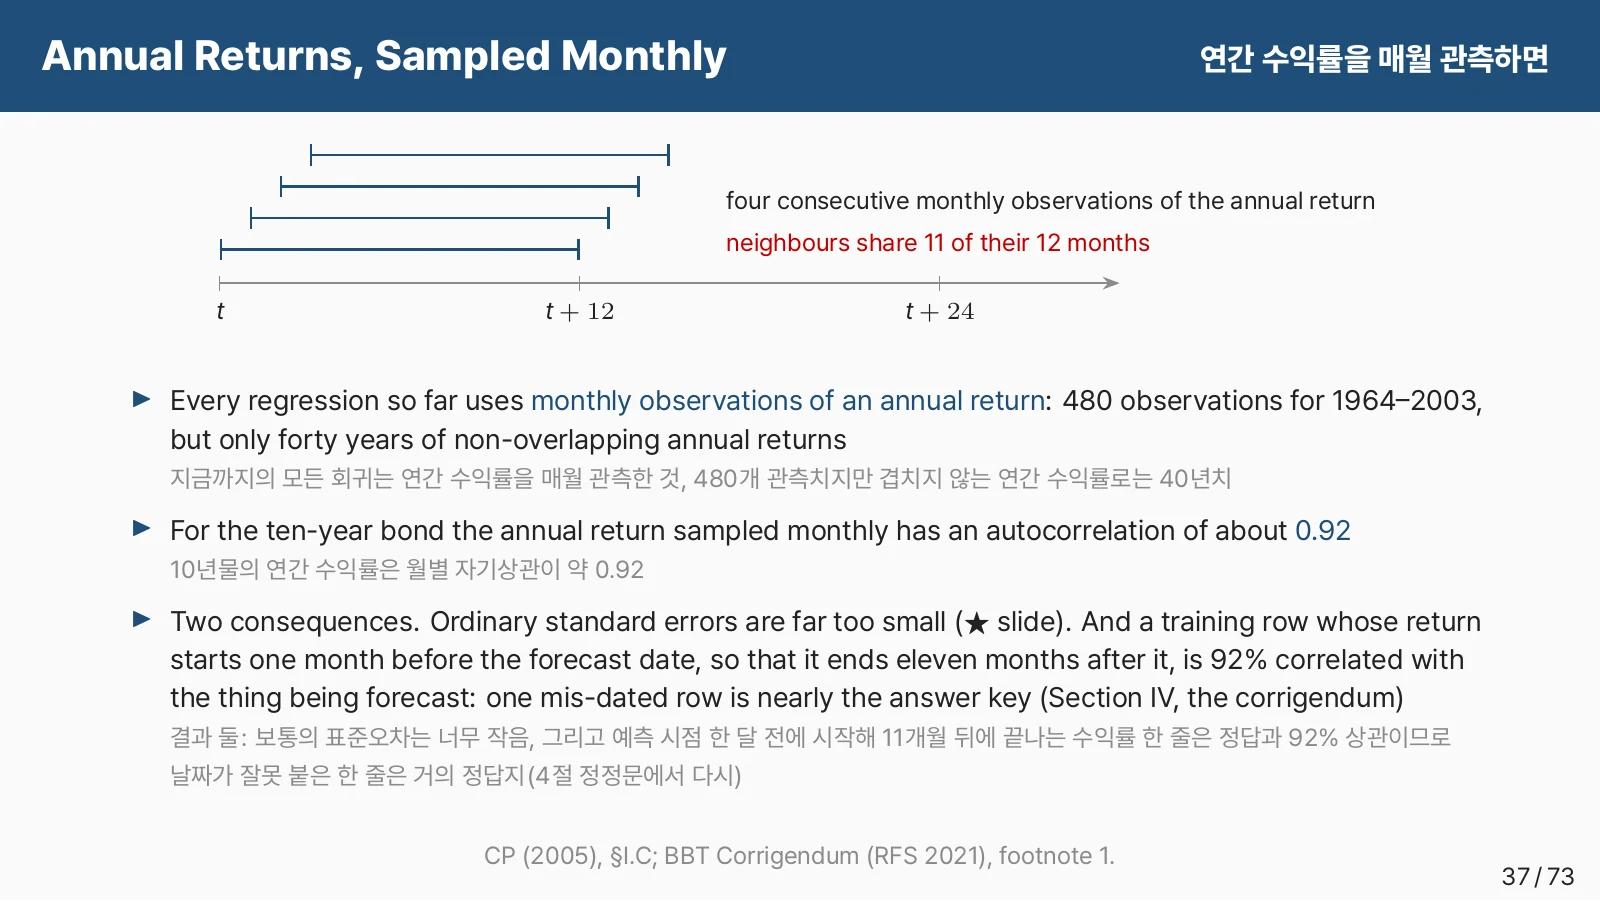 Annual Returns, Sampled Monthly
연간 수익률을 매월 관측하면
four consecutive monthly observations of the annual return
neighbours share 11 of their 12 months
t
t + 12
t + 24
Every regression so far uses monthly observations of an annual return: 480 observations for 1964–2003,
but only forty years of non-overlapping annual returns
지금까지의 모든 회귀는 연간 수익률을 매월 관측한 것, 480개 관측치지만 겹치지 않는 연간 수익률로는 40년치
For the ten-year bond the annual return sampled monthly has an autocorrelation of about 0.92
10년물의 연간 수익률은 월별 자기상관이 약 0.92
Two consequences. Ordinary standard errors are far too small (★ slide). And a training row whose return
starts one month before the forecast date, so that it ends eleven months after it, is 92% correlated with
the thing being forecast: one mis-dated row is nearly the answer key (Section IV, the corrigendum)
결과 둘: 보통의 표준오차는 너무 작음, 그리고 예측 시점 한 달 전에 시작해 11개월 뒤에 끝나는 수익률 한 줄은 정답과 92% 상관이므로
날짜가 잘못 붙은 한 줄은 거의 정답지(4절 정정문에서 다시)
CP (2005), §I.C; BBT Corrigendum (RFS 2021), footnote 1.
37 / 73